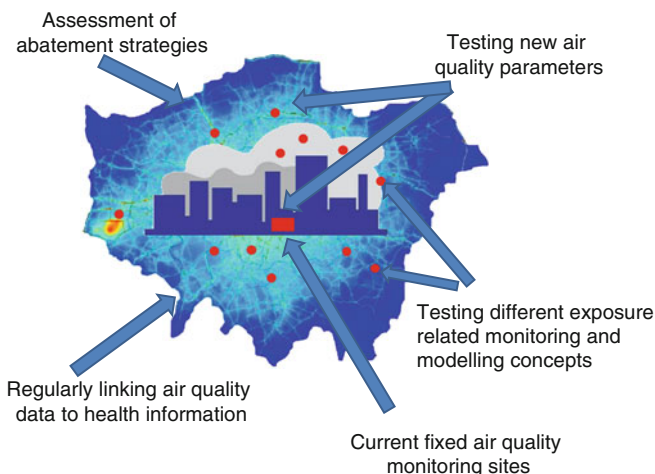 Assessment of
abatement strategies
Testing new air
quality parameters
Testing different exposure
related monitoring and
modelling concepts
Regularly linking air quality
data to health information
Current fixed air quality
monitoring sites